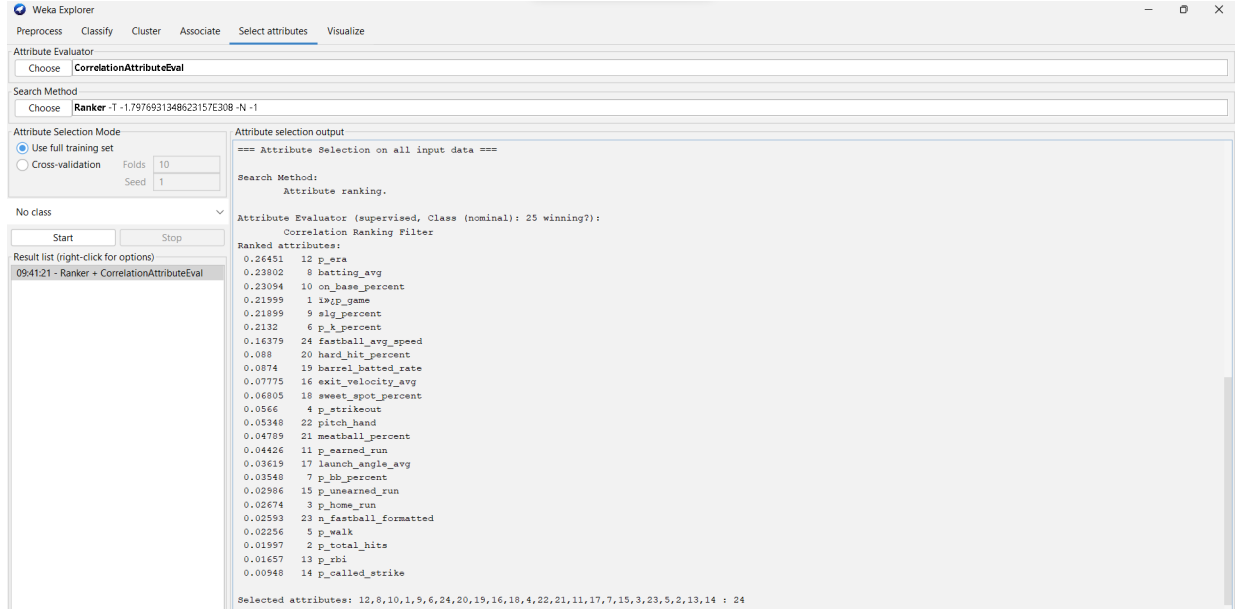 Weka Explorer
Preprocess Classify Cluster Associate Select attributes Visualize
Attribute Evaluator
Choose CorrelationAttributeEval
Search Method
Choose Ranker -T -1.7976931348623157E308 -N -1
Attribute Selection Mode
Use full training set
Cross-validation Folds 10
Seed 1
No class
Start Stop
Result list (right-click for options)
09:41:21 - Ranker + CorrelationAttributeEval
Attribute selection output
=== Attribute Selection on all input data ===
Search Method:
Attribute ranking.
Attribute Evaluator (supervised, Class (nominal): 25 winning?):
Correlation Ranking Filter
Ranked attributes:
0.26451 12 p_era
0.23802 8 batting_avg
0.23094 10 on_base_percent
0.21999 1 ï»¿p_game
0.21899 9 slg_percent
0.2132 6 p_k_percent
0.16379 24 fastball_avg_speed
0.088 20 hard_hit_percent
0.0874 19 barrel_batted_rate
0.07775 16 exit_velocity_avg
0.06805 18 sweet_spot_percent
0.0566 4 p_strikeout
0.05348 22 pitch_hand
0.04789 21 meatball_percent
0.04426 11 p_earned_run
0.03619 17 launch_angle_avg
0.03548 7 p_bb_percent
0.02986 15 p_unearned_run
0.02674 3 p_home_run
0.02593 23 n_fastball_formatted
0.02256 5 p_walk
0.01997 2 p_total_hits
0.01657 13 p_rbi
0.00948 14 p_called_strike
Selected attributes: 12,8,10,1,9,6,24,20,19,16,18,4,22,21,11,17,7,15,3,23,5,2,13,14 : 24